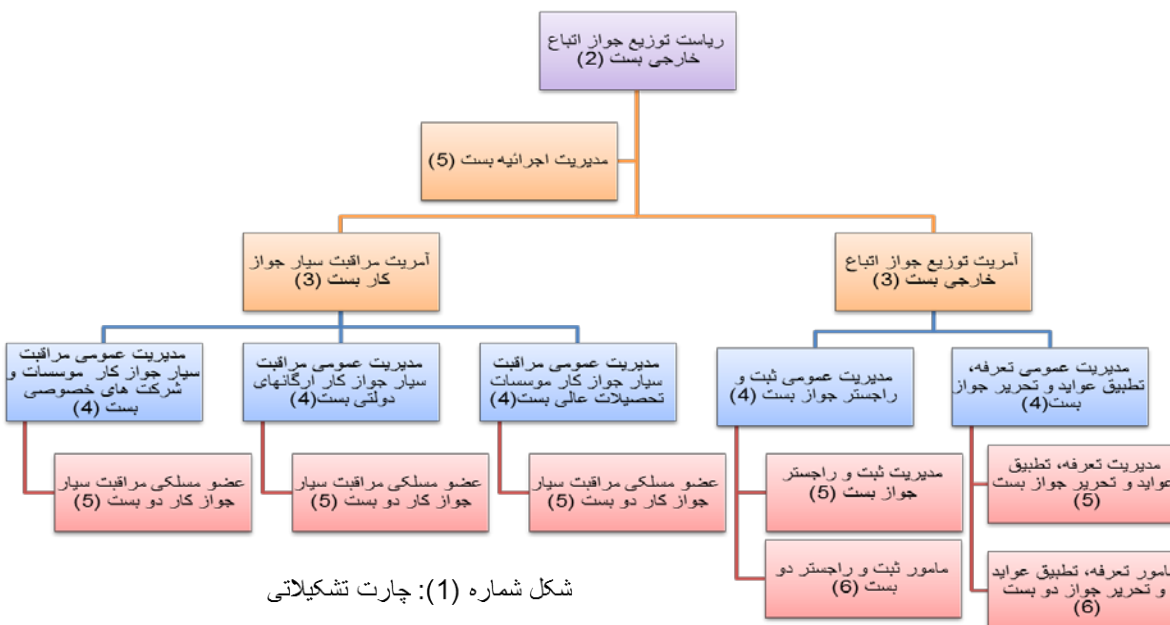 ریاست توزیع جواز اتباع
خارجی بست (2)
مدیریت اجرائیه بست (5)
آمریت توزیع جواز اتباع
خارجی بست (3)
آمریت مراقبت سیار جواز
کار بست (3)
مدیریت عمومی تعرفه،
تطبیق عواید و تحریر جواز
بست(4)
مدیریت عمومی ثبت و
راجستر جواز بست (4)
مدیریت عمومی مراقبت
سیار جواز کار موسسات
تحصیلات عالی بست(4)
مدیریت عمومی مراقبت
سیار جواز کار ارگانهای
دولتی بست(4)
مدیریت عمومی مراقبت
سیار جواز کار موسسات و
شرکت های خصوصی
بست (4)
مدیریت تعرفه، تطبیق
عواید و تحریر جواز بست
(5)
مدیریت ثبت و راجستر
جواز بست (5)
عضو مسلکی مراقبت سیار
جواز کار دو بست (5)
عضو مسلکی مراقبت سیار
جواز کار دو بست (5)
عضو مسلکی مراقبت سیار
جواز کار دو بست (5)
مامور تعرفه، تطبیق عواید
و تحریر جواز دو بست
(6)
مامور ثبت و راجستر دو
بست (6)
شکل شماره (1): چارت تشکیلاتی